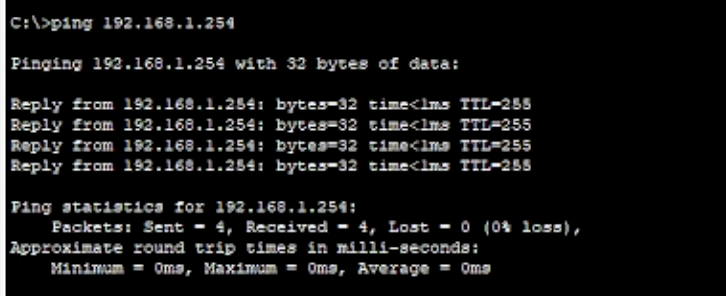 C:\>ping 192.168.1.254
Pinging 192.168.1.254 with 32 bytes of data:
Reply from 192.168.1.254: bytes=32 time<1ms TTL=255
Reply from 192.168.1.254: bytes=32 time<1ms TTL=255
Reply from 192.168.1.254: bytes=32 time<1ms TTL=255
Reply from 192.168.1.254: bytes=32 time<1ms TTL=255
Ping statistics for 192.168.1.254:
Packets: Sent = 4, Received = 4, Lost = 0 (0% loss),
Approximate round trip times in milli-seconds:
Minimum = 0ms, Maximum = 0ms, Average = 0ms